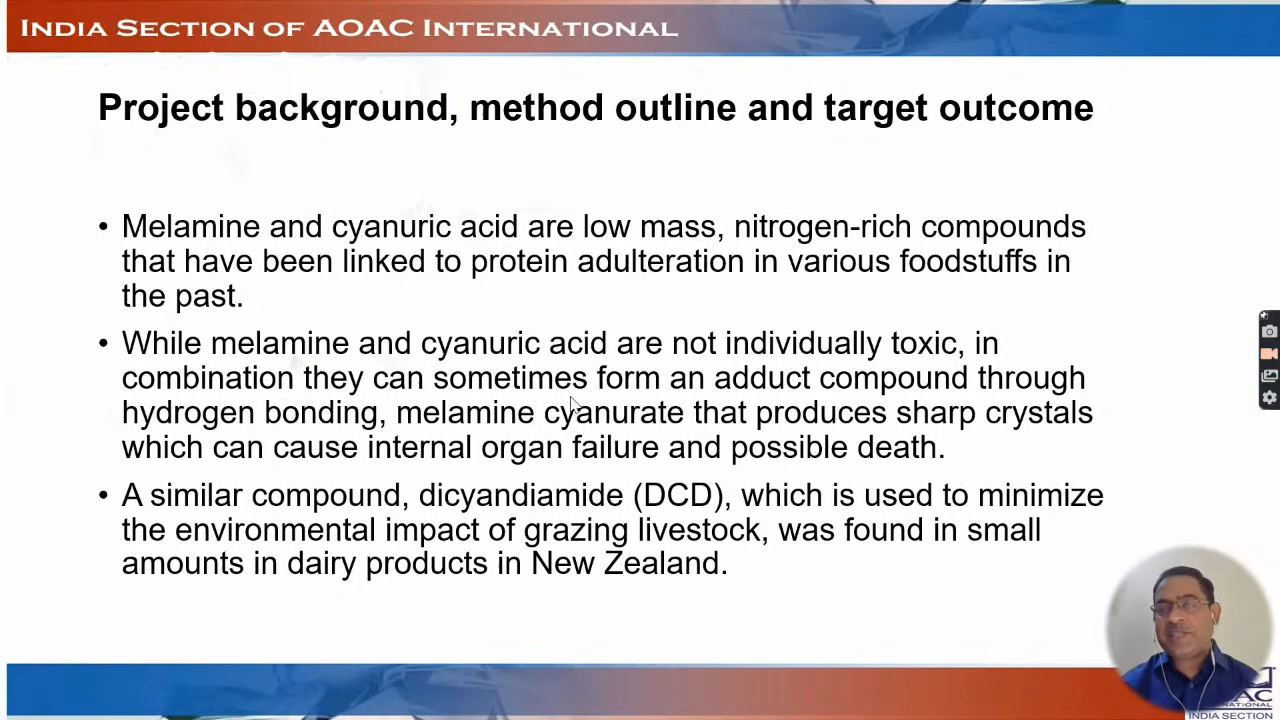 INDIA SECTION OF AOAC INTERNATIONAL
Project background, method outline and target outcome
• Melamine and cyanuric acid are low mass, nitrogen-rich compounds
that have been linked to protein adulteration in various foodstuffs in
the past.
• While melamine and cyanuric acid are not individually toxic, in
combination they can sometimes form an adduct compound through
hydrogen bonding, melamine cyanurate that produces sharp crystals
which can cause internal organ failure and possible death.
• A similar compound, dicyandiamide (DCD), which is used to minimize
the environmental impact of grazing livestock, was found in small
amounts in dairy products in New Zealand.
INDIA SECTION